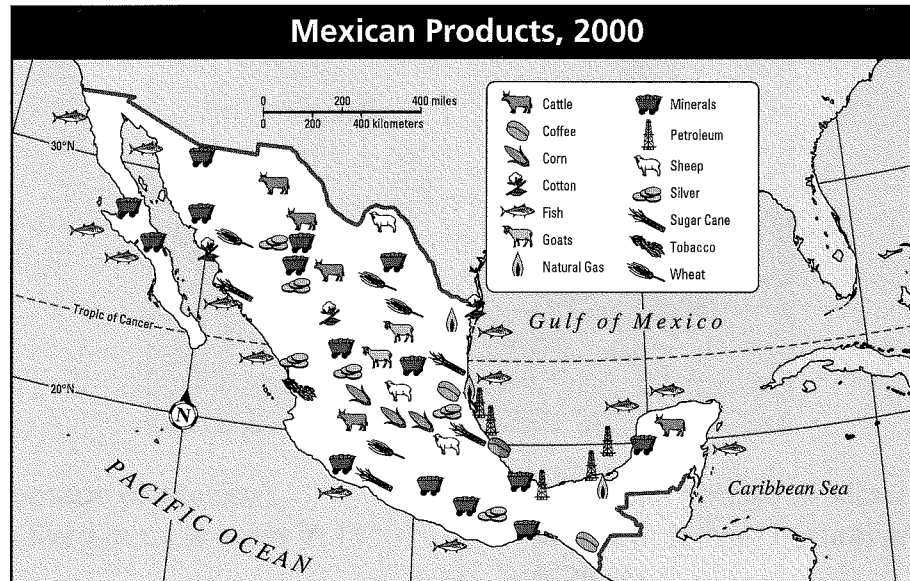 Mexican Products, 2000
0 200 400 miles
0 200 400 kilometers
Cattle
Coffee
Corn
Cotton
Fish
Goats
Natural Gas
Minerals
Petroleum
Sheep
Silver
Sugar Cane
Tobacco
Wheat
30°N
Tropic of Cancer
Gulf of Mexico
20°N
N
PACIFIC OCEAN
Caribbean Sea